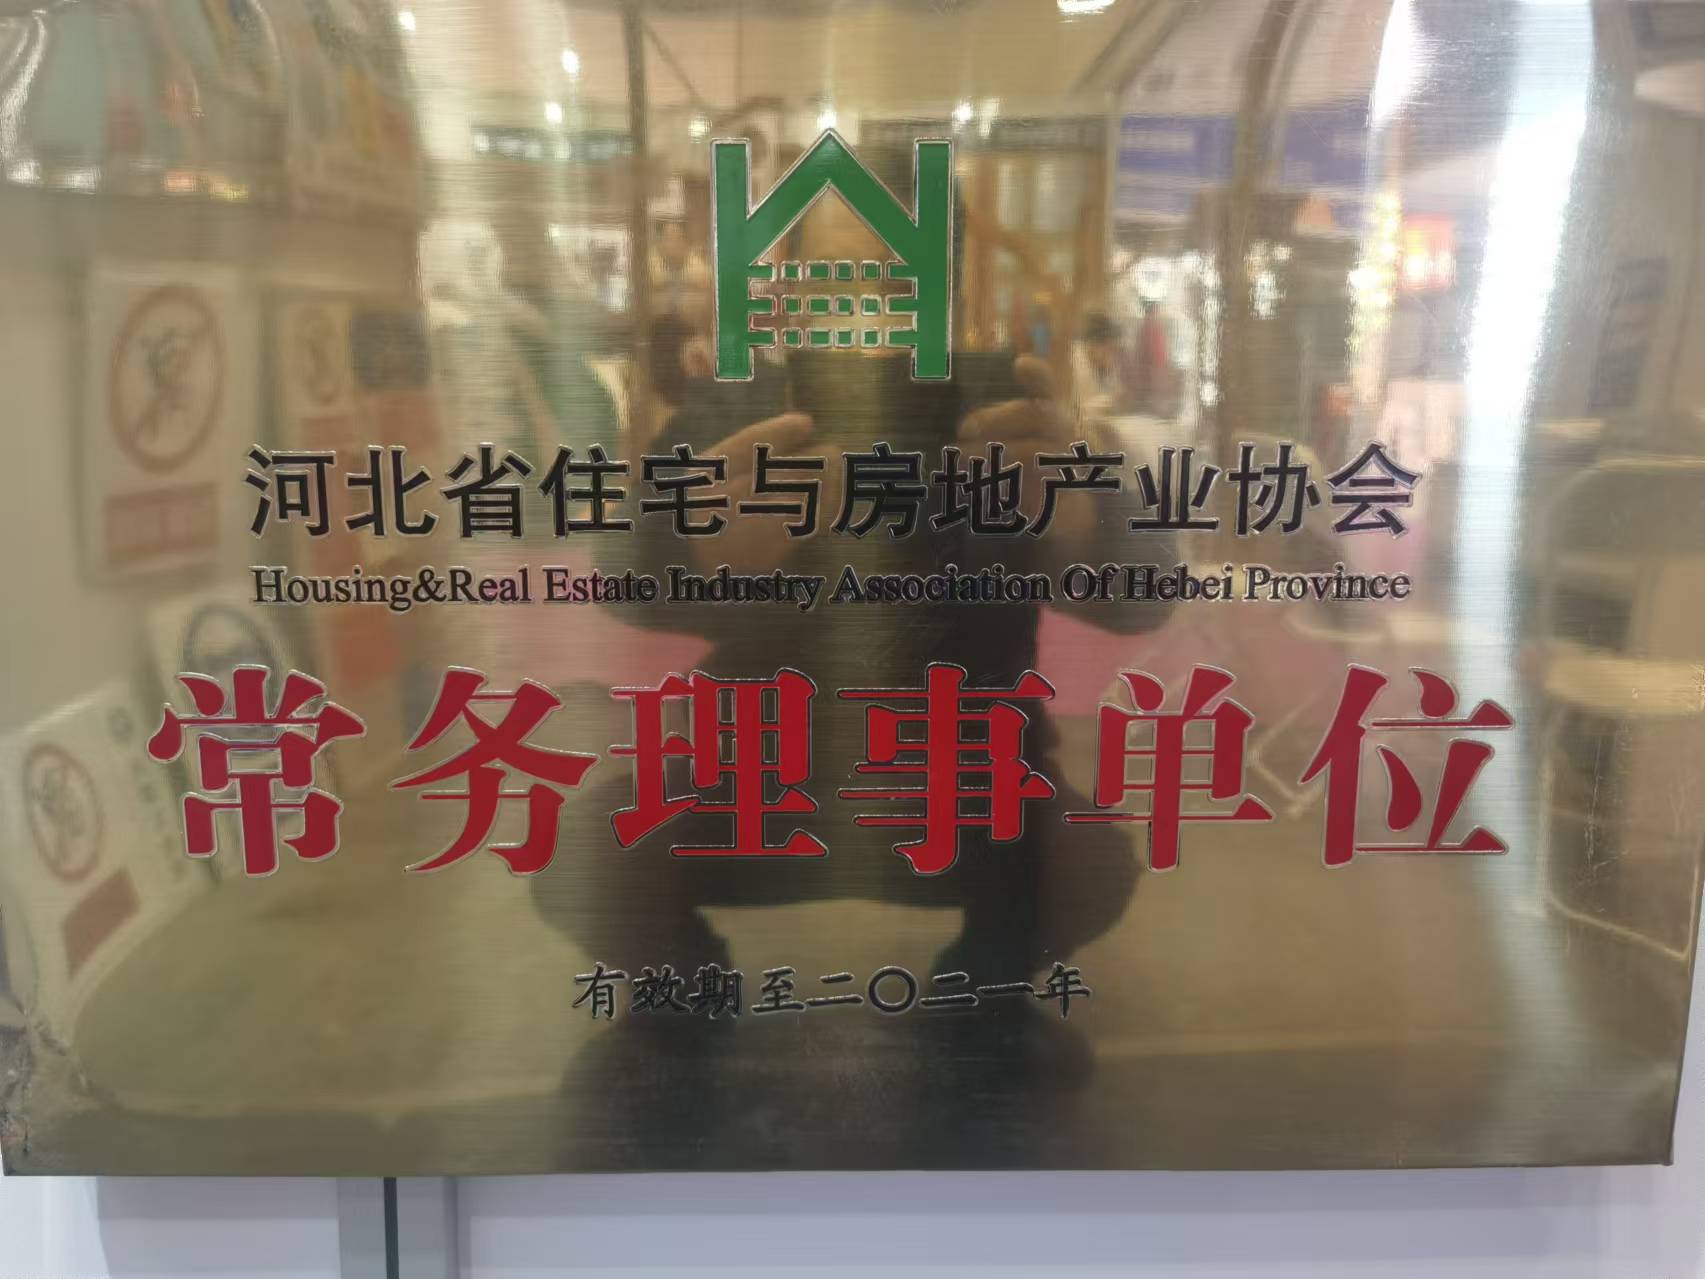 河北省住宅与房地产业协会
Housing&Real Estate Industry Association Of Hebei Province
常务理事单位
有效期至二〇二一年